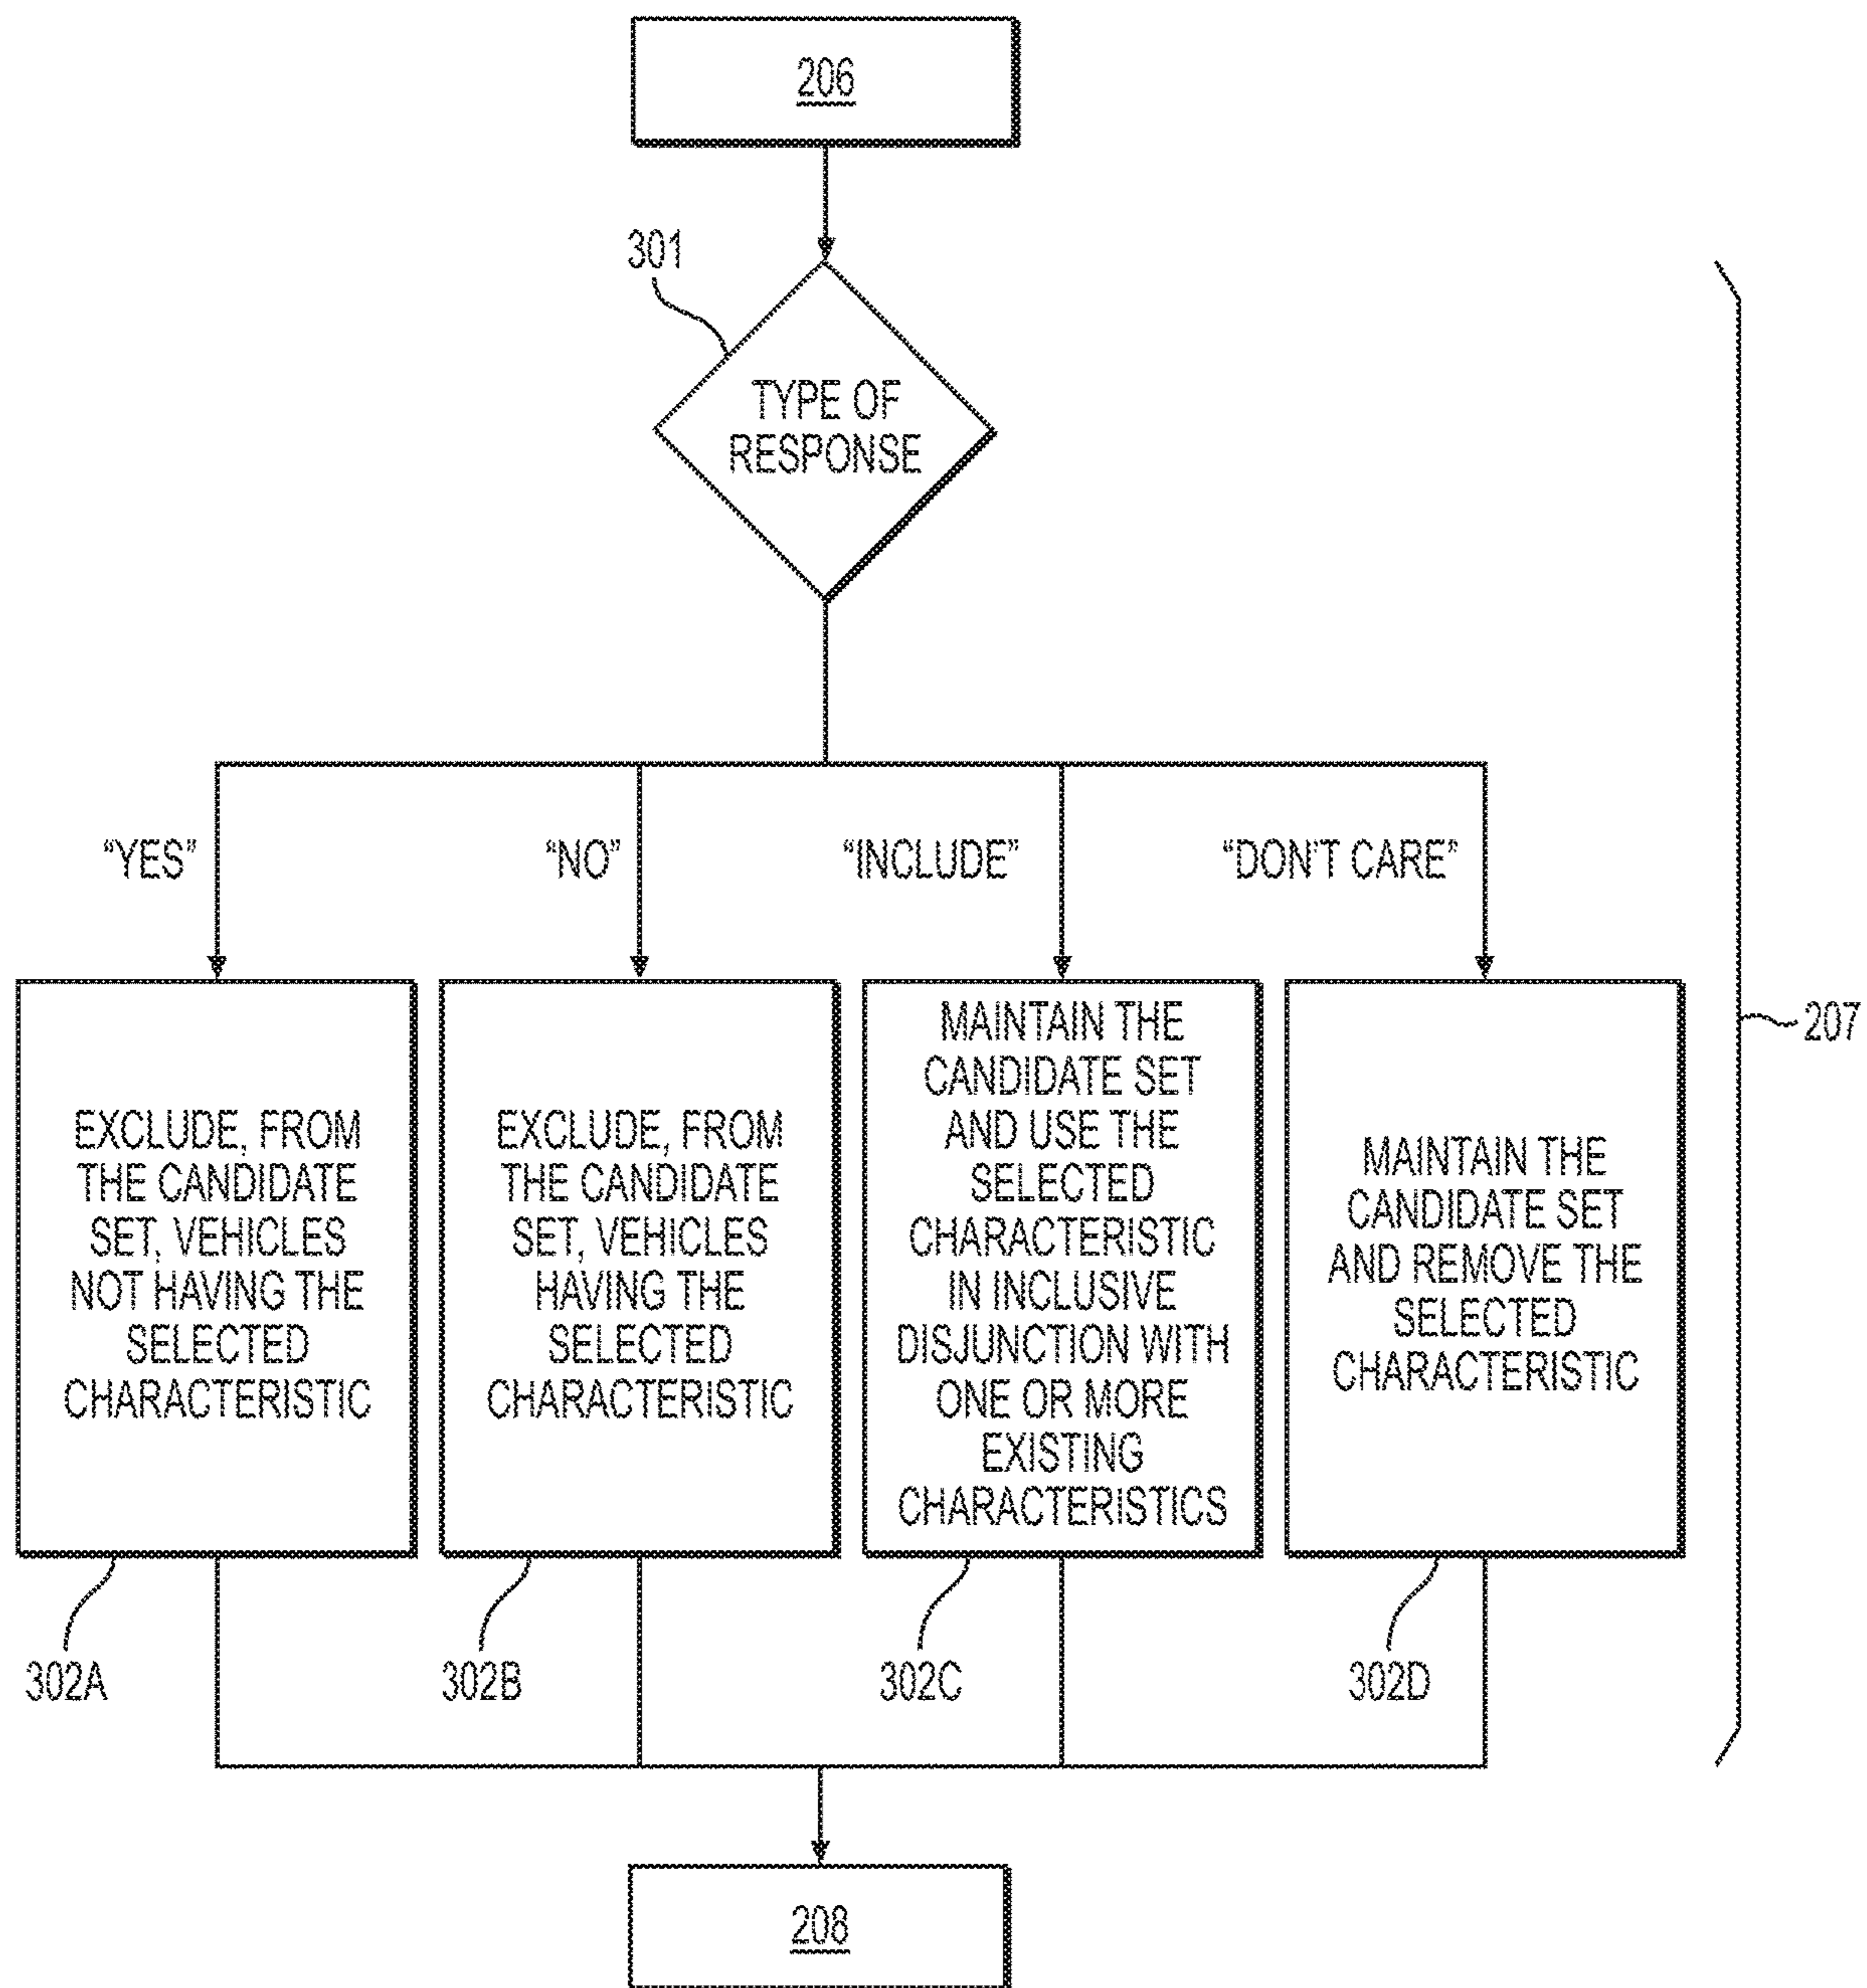 206
301
TYPE OF
RESPONSE
"YES"
"NO"
"INCLUDE"
"DON'T CARE"
EXCLUDE, FROM
THE CANDIDATE
SET, VEHICLES
NOT HAVING THE
SELECTED
CHARACTERISTIC
EXCLUDE, FROM
THE CANDIDATE
SET, VEHICLES
HAVING THE
SELECTED
CHARACTERISTIC
MAINTAIN THE
CANDIDATE SET
AND USE THE
SELECTED
CHARACTERISTIC
IN INCLUSIVE
DISJUNCTION WITH
ONE OR MORE
EXISTING
CHARACTERISTICS
MAINTAIN THE
CANDIDATE SET
AND REMOVE THE
SELECTED
CHARACTERISTIC
207
302A
302B
302C
302D
208